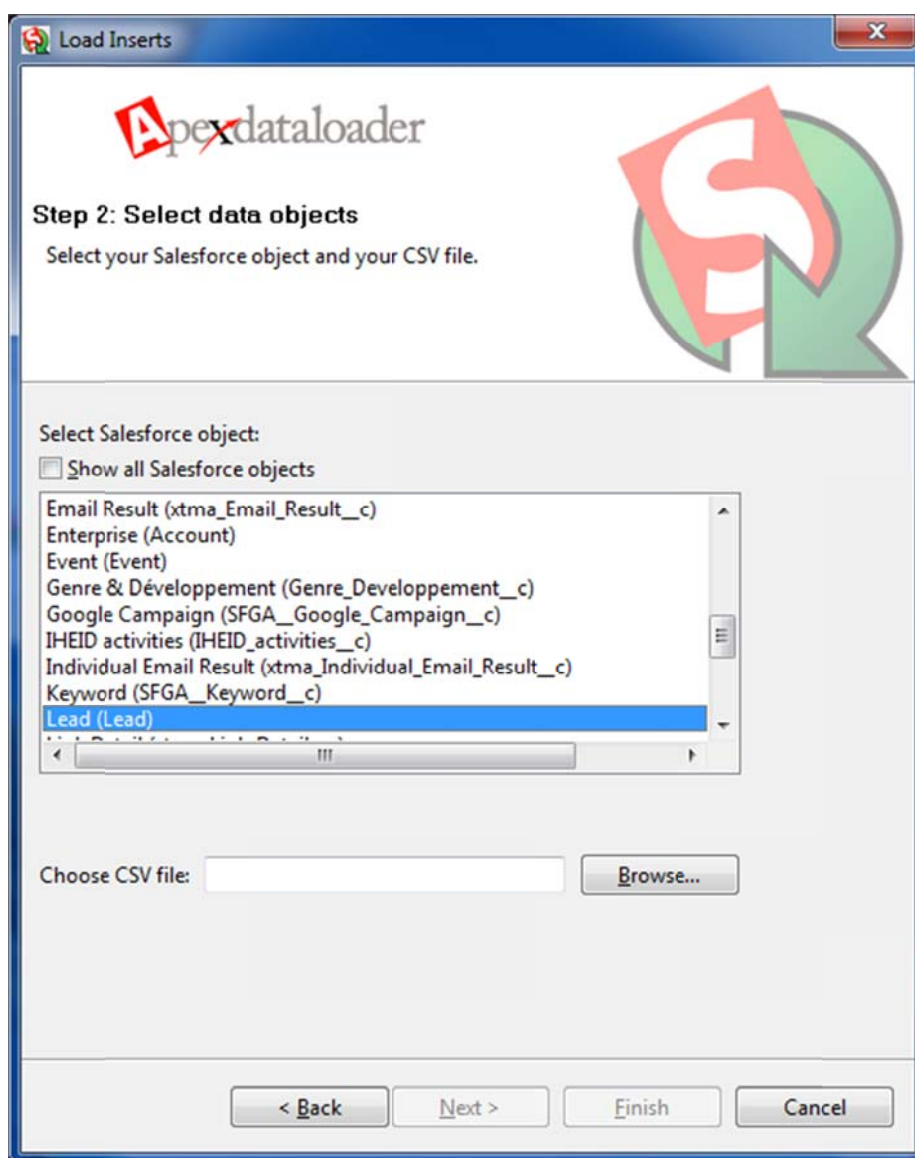 Load Inserts
Apexdataloader
Step 2: Select data objects
Select your Salesforce object and your CSV file.
Select Salesforce object:
Show all Salesforce objects
Email Result (xtma_Email_Result__c)
Enterprise (Account)
Event (Event)
Genre & Développement (Genre_Developpement__c)
Google Campaign (SFGA__Google_Campaign__c)
IHEID activities (IHEID_activities__c)
Individual Email Result (xtma_Individual_Email_Result__c)
Keyword (SFGA__Keyword__c)
Lead (Lead)
Choose CSV file:
Browse...
< Back
Next >
Finish
Cancel